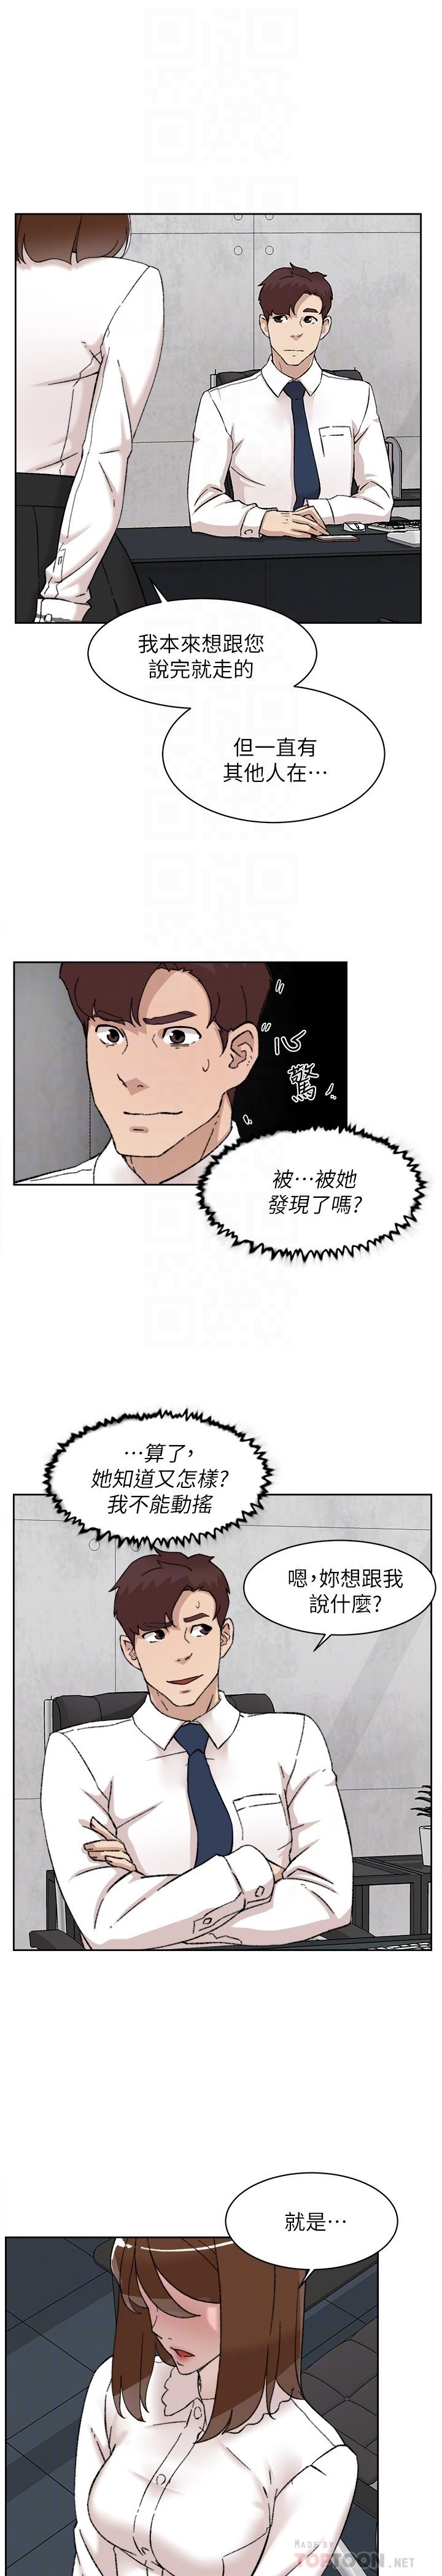 我本來想跟您
說完就走的
但一直有
其他人在…
心
驚
被…被她
發現了嗎?
…算了,
她知道又怎樣?
我不能動搖
嗯,妳想跟我
說什麼?
就是…
Made by
TOPTOON.NET